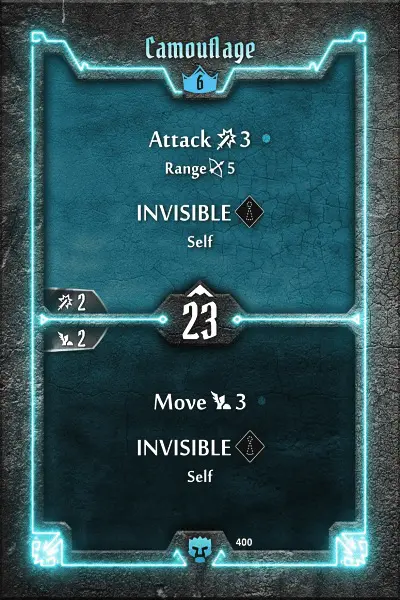 Camouflage
6
Attack 3
Range 5
INVISIBLE
Self
2
23
2
Move 3
INVISIBLE
Self
400